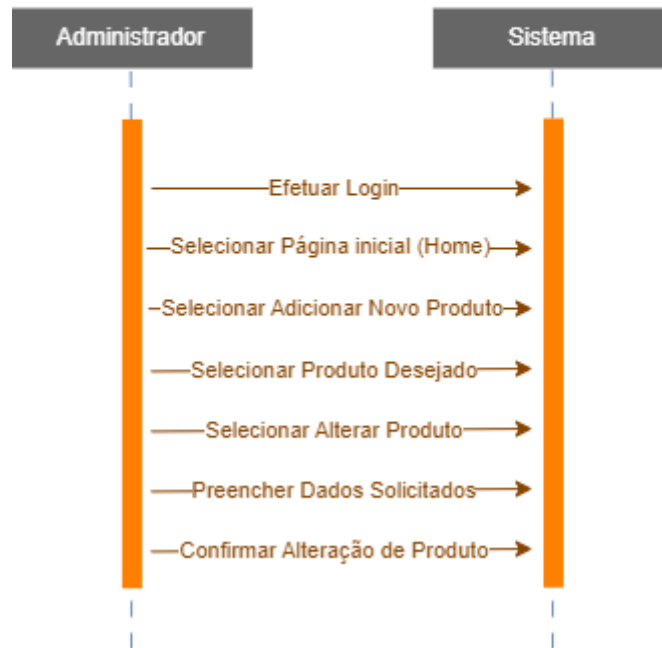 Administrador
Sistema
Efetuar Login
Selecionar Página inicial (Home)
Selecionar Adicionar Novo Produto
Selecionar Produto Desejado
Selecionar Alterar Produto
Preencher Dados Solicitados
Confirmar Alteração de Produto